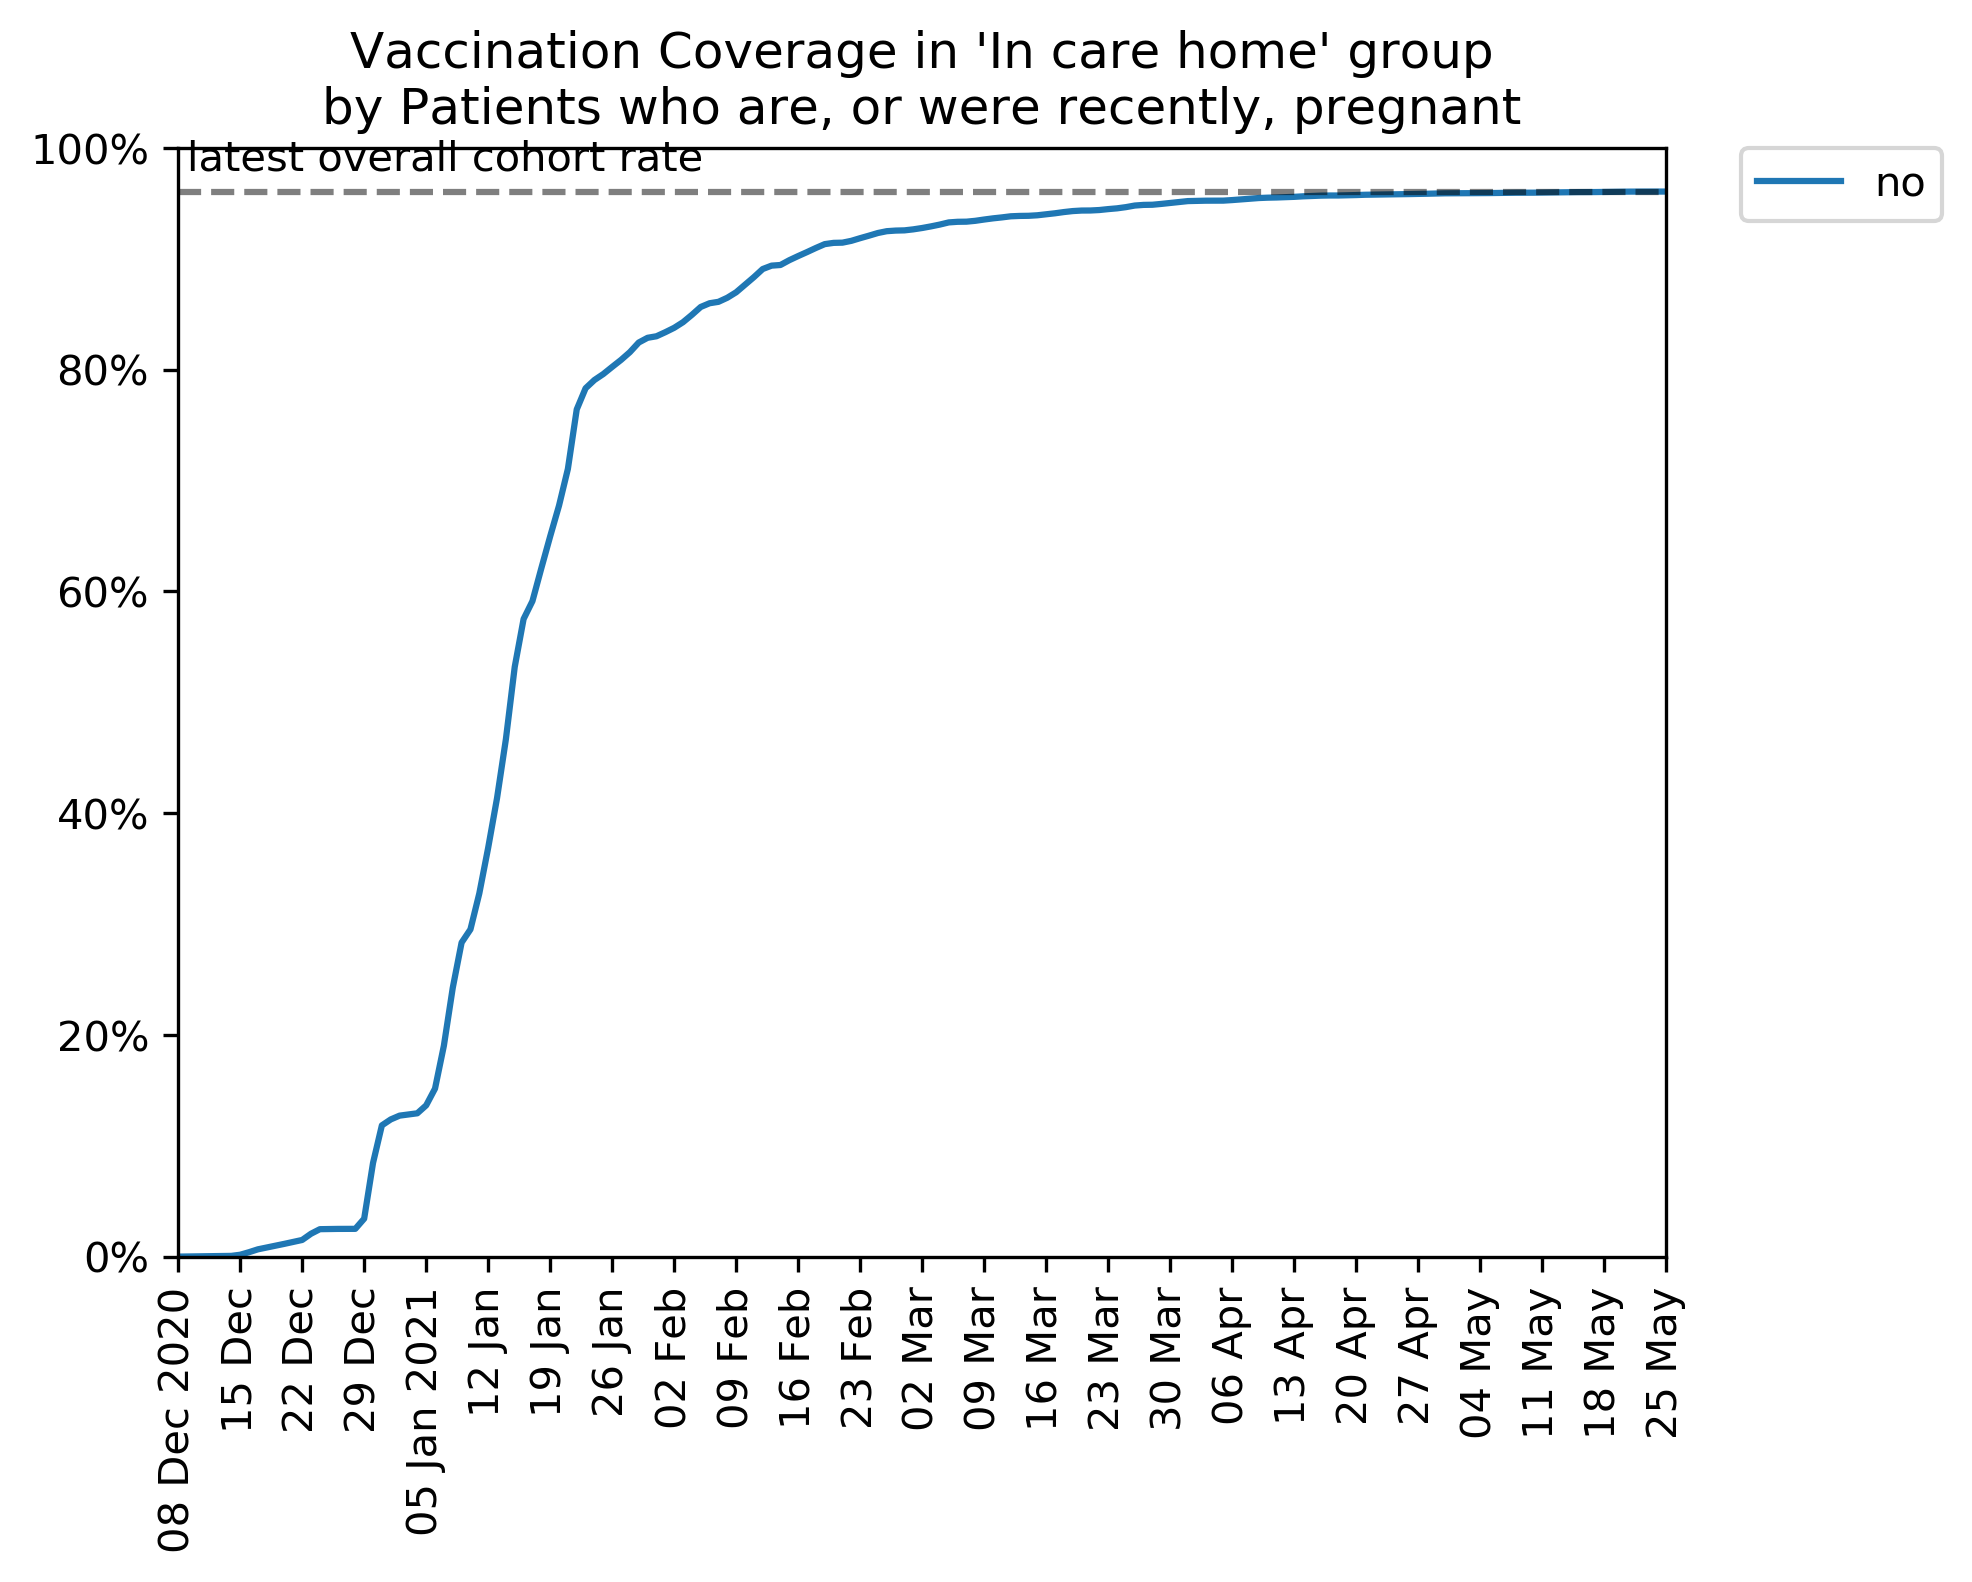 Vaccination Coverage in 'In care home' group
by Patients who are, or were recently, pregnant
100%
latest overall cohort rate
no
80%
60%
40%
20%
0%
08 Dec 2020
15 Dec
22 Dec
29 Dec
05 Jan 2021
12 Jan
19 Jan
26 Jan
02 Feb
09 Feb
16 Feb
23 Feb
02 Mar
09 Mar
16 Mar
23 Mar
30 Mar
06 Apr
13 Apr
20 Apr
27 Apr
04 May
11 May
18 May
25 May